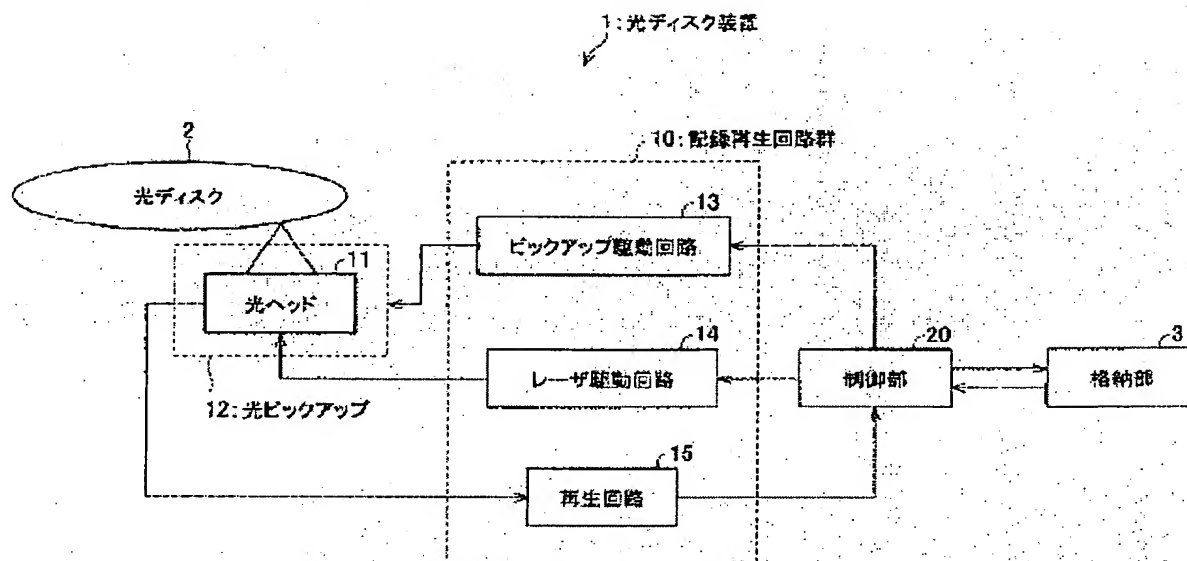 1:光ディスク装置
2
光ディスク
10:記録再生回路群
13
ピックアップ駆動回路
11
光ヘッド
14
レーザ駆動回路
20
制御部
3
格納部
12:光ピックアップ
15
再生回路